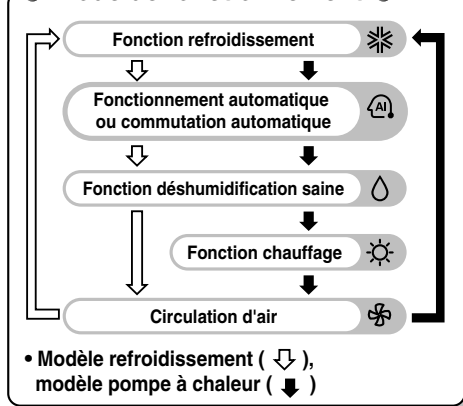 Fonction refroidissement
Fonctionnement automatique
AI
ou commutation automatique
Fonction déshumidification saine
Fonction chauffage
Circulation d'air
• Modèle refroidissement ( ),
modèle pompe à chaleur ( )